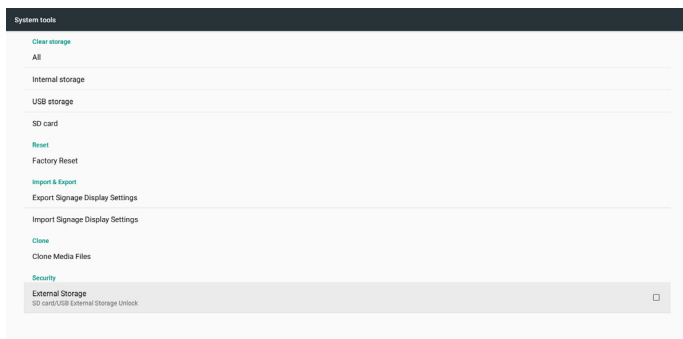 System tools
Clear storage
All
Internal storage
USB storage
SD card
Reset
Factory Reset
Import & Export
Export Signage Display Settings
Import Signage Display Settings
Clone
Clone Media Files
Security
External Storage
SD card/USB External Storage Unlock